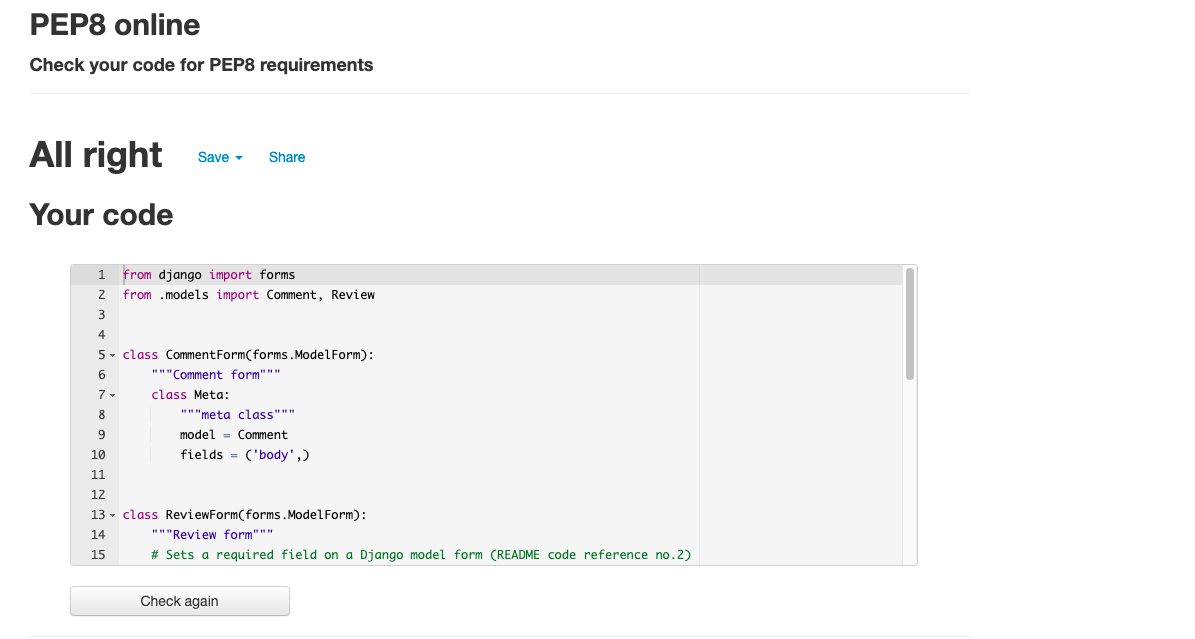 PEP8 online
Check your code for PEP8 requirements
All right Save Share
Your code
1 from django import forms
2 from .models import Comment, Review
3
4
5 class CommentForm(forms.ModelForm):
6     """Comment form"""
7     class Meta:
8         """meta class"""
9         model = Comment
10         fields = ('body',)
11
12
13 class ReviewForm(forms.ModelForm):
14     """Review form"""
15     # Sets a required field on a Django model form (README code reference no.2)
Check again